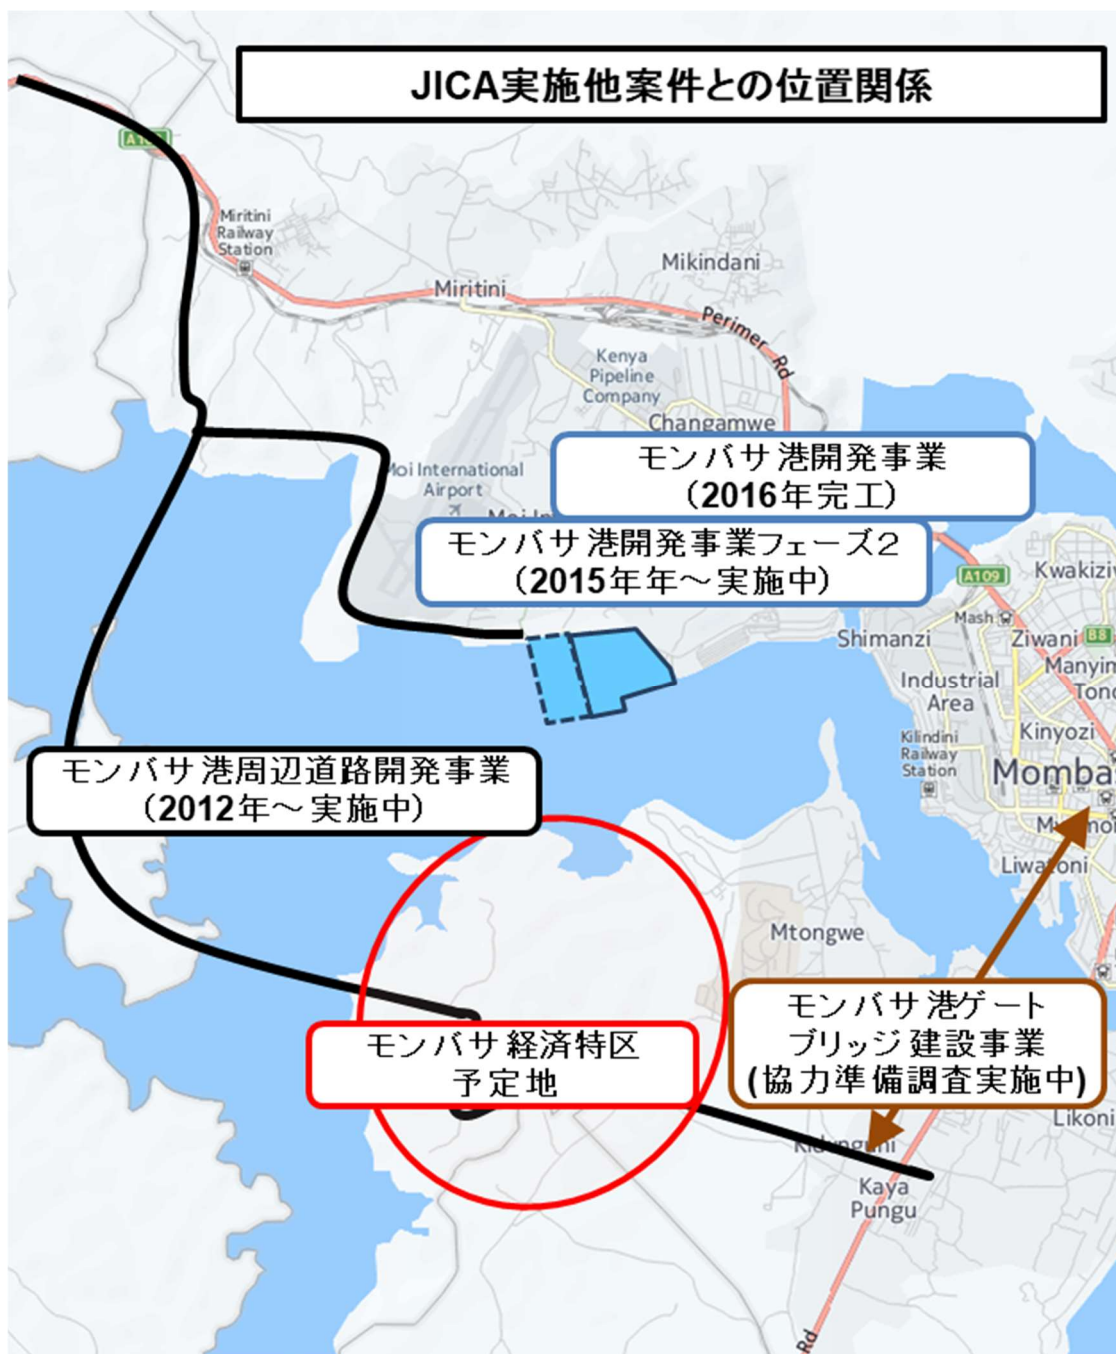 JICA実施他案件との位置関係
A109
Miritini
Railway
Station
Mikindani
Miritini
Perimer Rd
Kenya
Pipeline
Company
Changamwe
モンバサ港開発事業
（2016年完工）
Moi International
Airport
モンバサ港開発事業フェーズ２
（2015年年～実施中）
A109
Kwakiziw
Mash
Ziwani
B8
Shimanzi
Manyim
Industrial
Area
Tono
Kinyozi
Kilindini
Railway
Station
Momba
モンバサ港周辺道路開発事業
（2012年～実施中）
Liwatoni
Mtongwe
モンバサ港ゲート
ブリッジ建設事業
(協力準備調査実施中)
モンバサ経済特区
予定地
Likoni
Kaya
Pungu
Rd